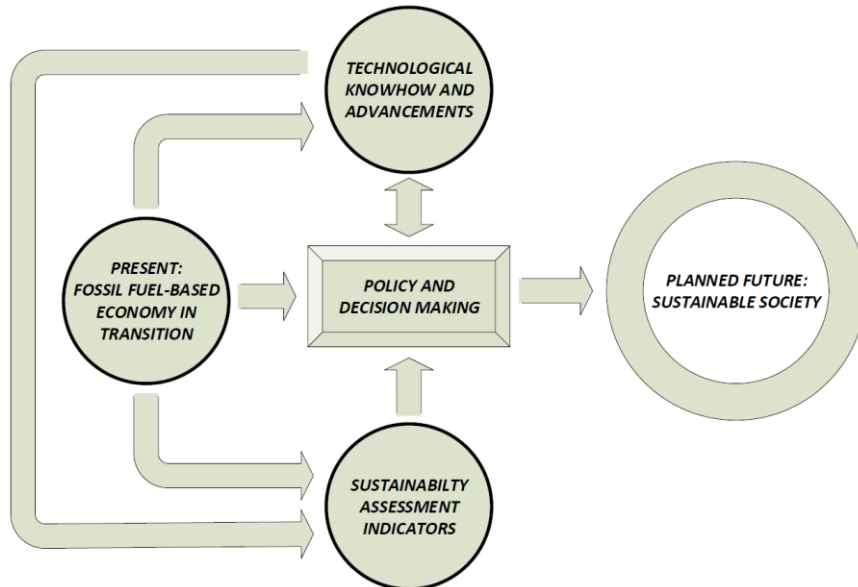 TECHNOLOGICAL
KNOWHOW AND
ADVANCEMENTS
PRESENT:
FOSSIL FUEL-BASED
ECONOMY IN
TRANSITION
POLICY AND
DECISION MAKING
PLANNED FUTURE:
SUSTAINABLE SOCIETY
SUSTAINABILTY
ASSESSMENT
INDICATORS